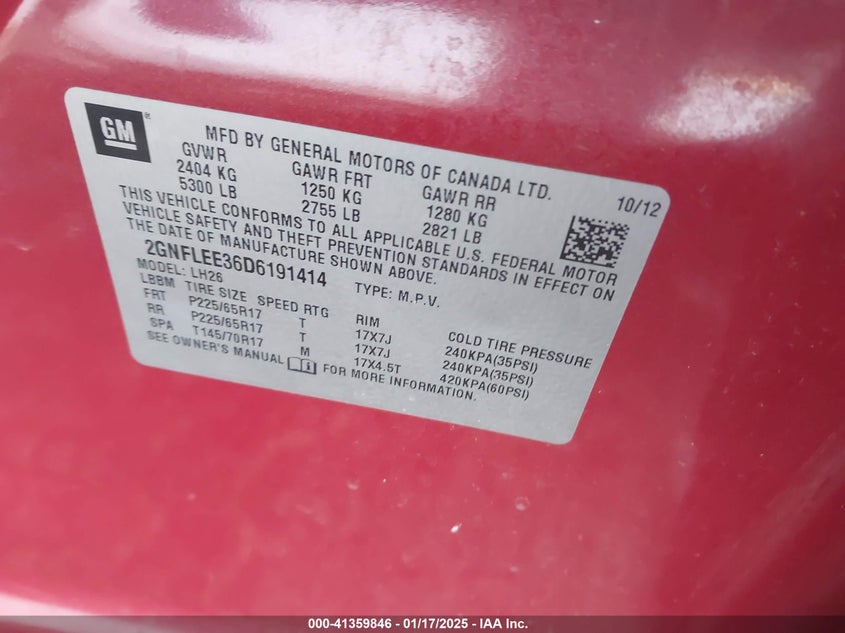 GM®
MFD BY GENERAL MOTORS OF CANADA LTD.
10/12
GVWR GAWR FRT GAWR RR
2404 KG 1250 KG 1280 KG
5300 LB 2755 LB 2821 LB
THIS VEHICLE CONFORMS TO ALL APPLICABLE U.S. FEDERAL MOTOR
VEHICLE SAFETY AND THEFT PREVENTION STANDARDS IN EFFECT ON
THE DATE OF MANUFACTURE SHOWN ABOVE.
2GNFLEE36D6191414 TYPE: M.P.V.
MODEL: LH26
LBBM TIRE SIZE SPEED RTG RIM COLD TIRE PRESSURE
FRT P225/65R17 T 17X7J 240KPA(35PSI)
RR P225/65R17 T 17X7J 240KPA(35PSI)
SPA T145/70R17 M 17X4.5T 420KPA(60PSI)
SEE OWNER'S MANUAL FOR MORE INFORMATION.
000-41359846 - 01/17/2025 - IAA Inc.